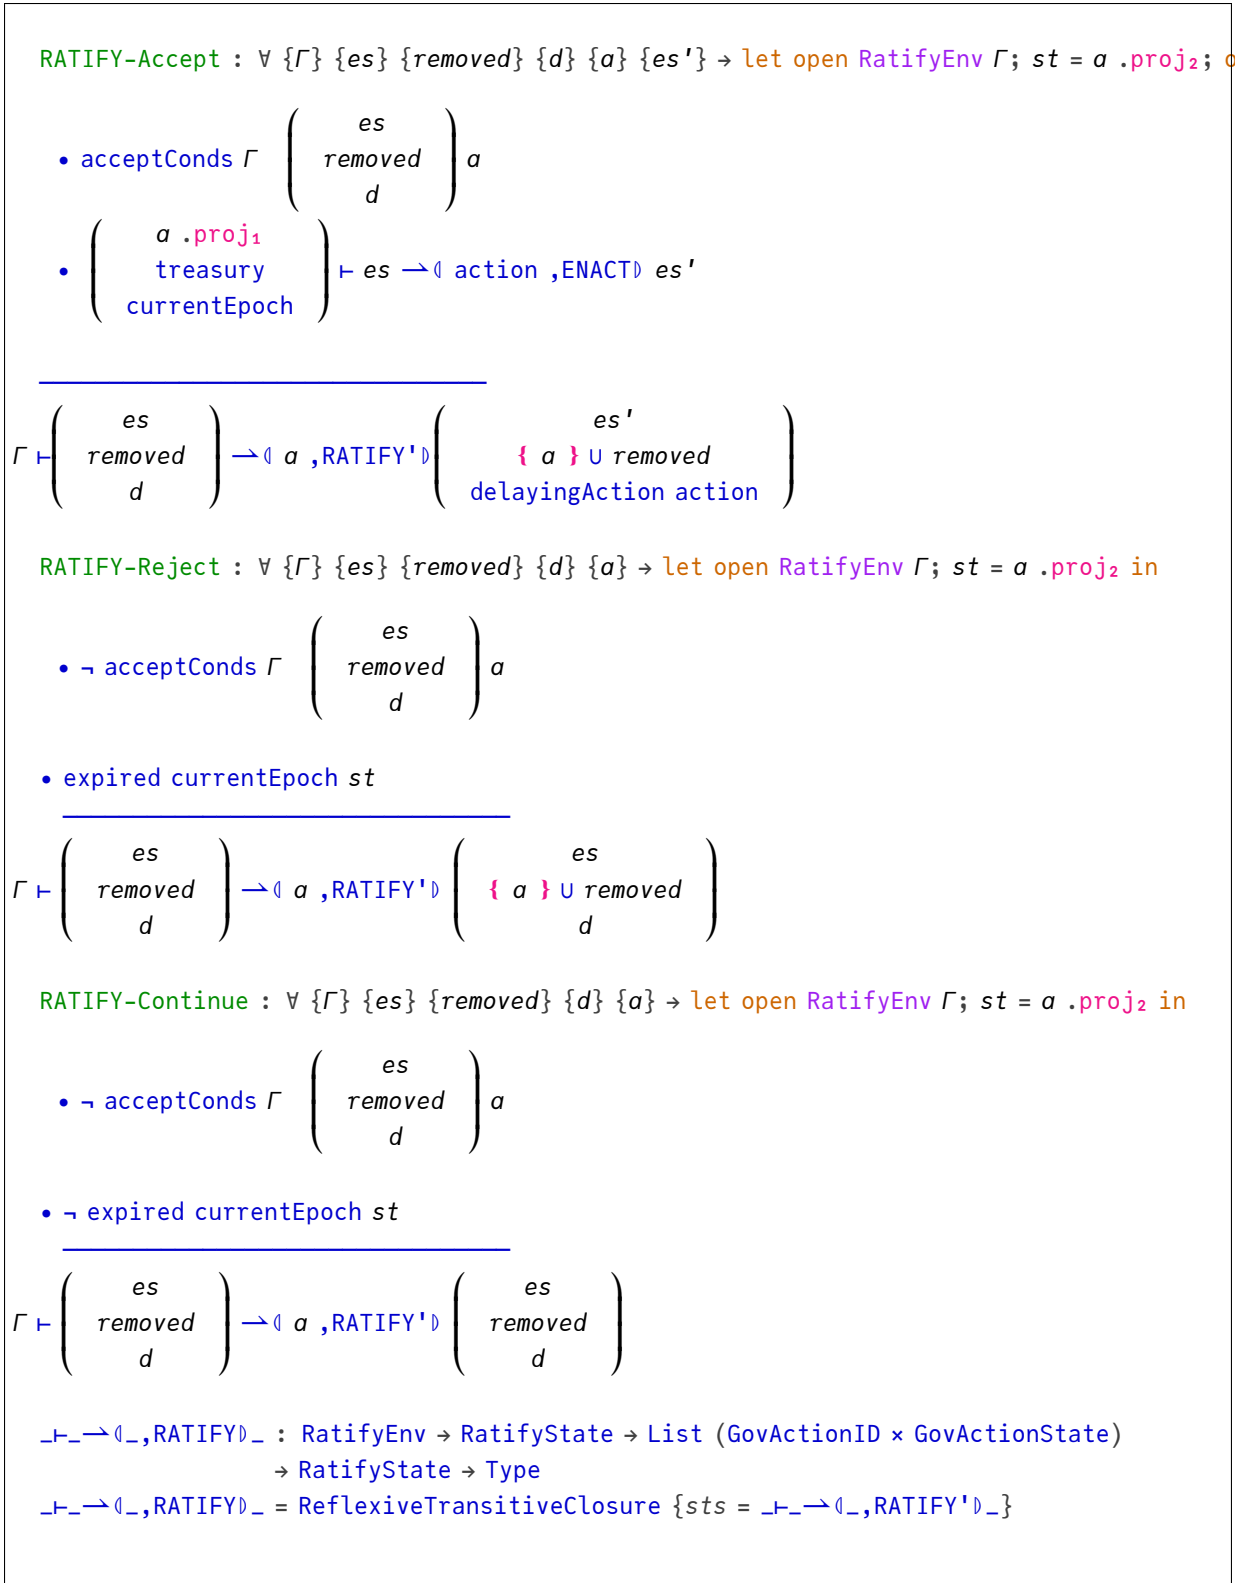 RATIFY-Accept : ∀ {Γ} {es} {removed} {d} {a} {es'} → let open RatifyEnv Γ; st = a .proj₂;
es
• acceptConds Γ removed a
d
a .proj₁
• treasury ⊢ es ⇀⦇ action ,ENACT⦈ es'
currentEpoch
es es'
Γ ⊢ removed ⇀⦇ a ,RATIFY'⦈ ❴ a ❵ ∪ removed
d delayingAction action
RATIFY-Reject : ∀ {Γ} {es} {removed} {d} {a} → let open RatifyEnv Γ; st = a .proj₂ in
es
• ¬ acceptConds Γ removed a
d
• expired currentEpoch st
es es
Γ ⊢ removed ⇀⦇ a ,RATIFY'⦈ ❴ a ❵ ∪ removed
d d
RATIFY-Continue : ∀ {Γ} {es} {removed} {d} {a} → let open RatifyEnv Γ; st = a .proj₂ in
es
• ¬ acceptConds Γ removed a
d
• ¬ expired currentEpoch st
es es
Γ ⊢ removed ⇀⦇ a ,RATIFY'⦈ removed
d d
_⊢_⇀⦇_,RATIFY⦈_ : RatifyEnv → RatifyState → List (GovActionID × GovActionState)
→ RatifyState → Type
_⊢_⇀⦇_,RATIFY⦈_ = ReflexiveTransitiveClosure {sts = _⊢_⇀⦇_,RATIFY'⦈_}